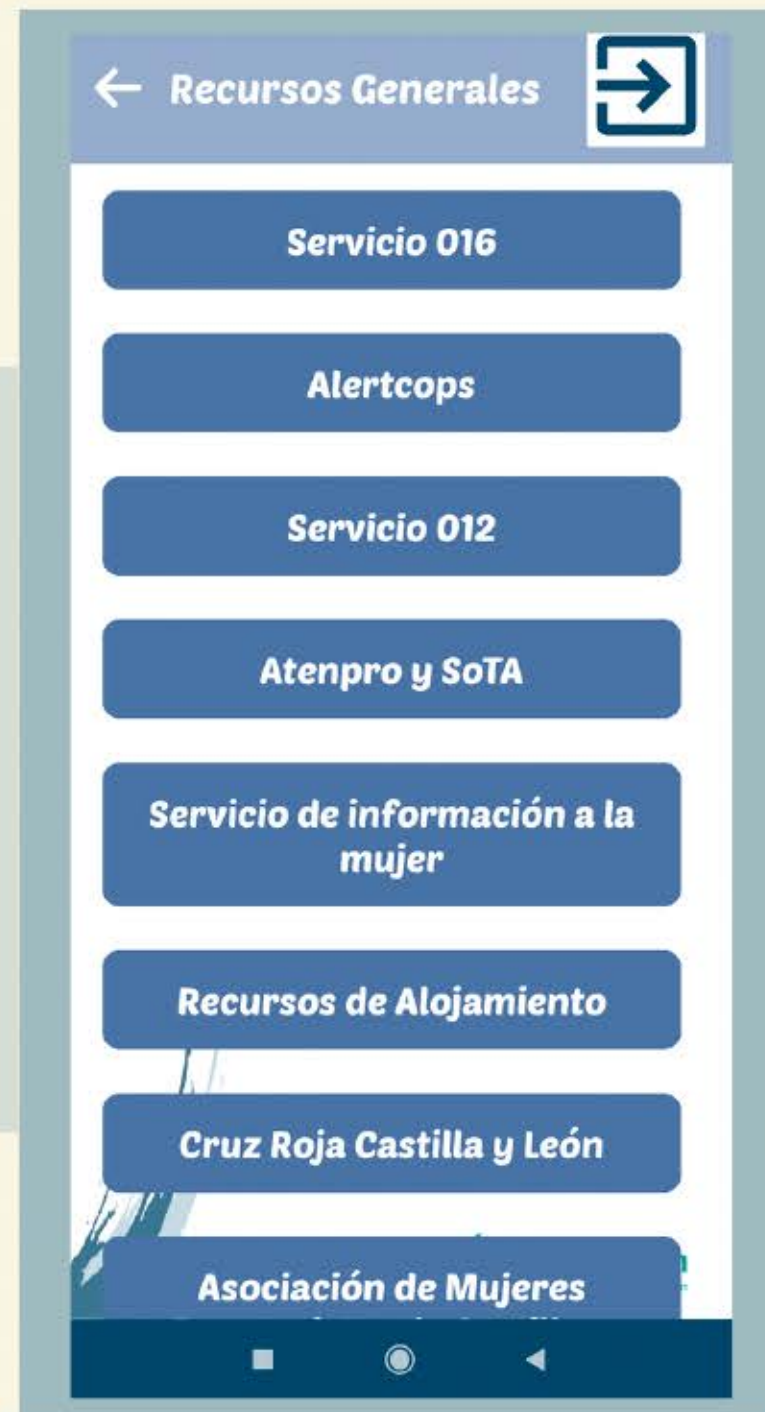 Recursos Generales
Servicio 016
Alertcops
Servicio 012
Atenpro y SoTA
Servicio de información a la
mujer
Recursos de Alojamiento
Cruz Roja Castilla y León
Asociación de Mujeres